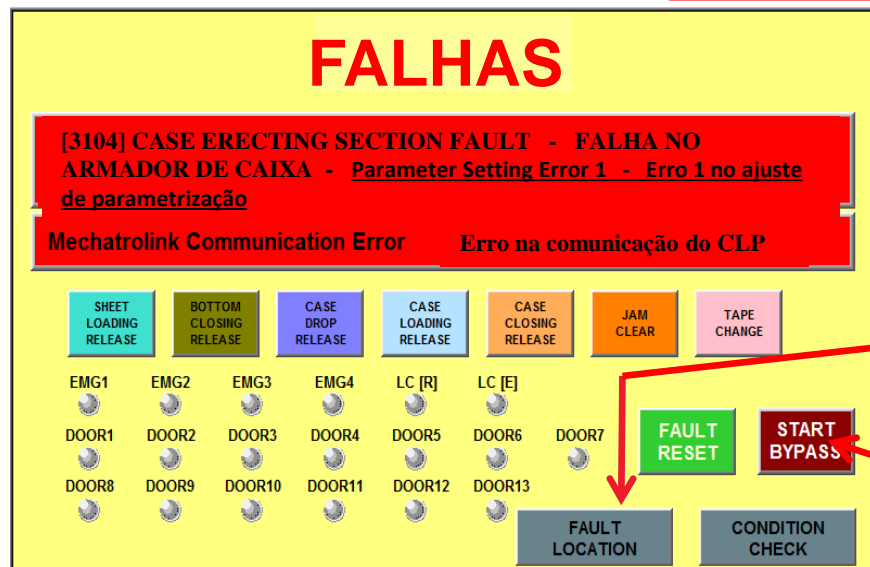 FALHAS
[3104] CASE ERECTING SECTION FAULT - FALHA NO
ARMADOR DE CAIXA - Parameter Setting Error 1 - Erro 1 no ajuste
de parametrização
Mechatrolink Communication Error Erro na comunicação do CLP
SHEET LOADING RELEASE
BOTTOM CLOSING RELEASE
CASE DROP RELEASE
CASE LOADING RELEASE
CASE CLOSING RELEASE
JAM CLEAR
TAPE CHANGE
EMG1 EMG2 EMG3 EMG4 LC [R] LC [E]
DOOR1 DOOR2 DOOR3 DOOR4 DOOR5 DOOR6 DOOR7
DOOR8 DOOR9 DOOR10 DOOR11 DOOR12 DOOR13
FAULT RESET
START BYPASS
FAULT LOCATION
CONDITION CHECK